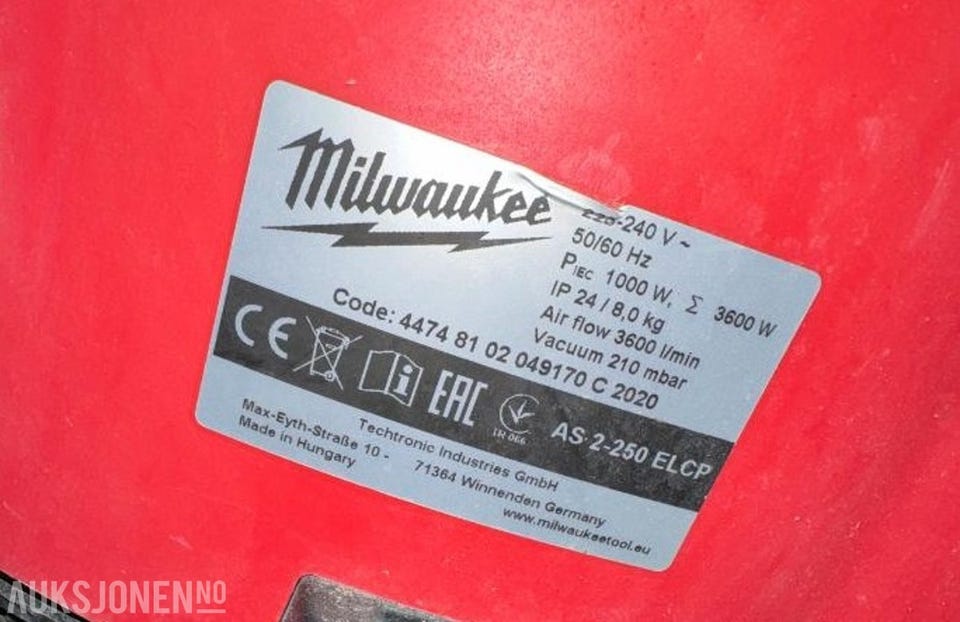 Milwaukee
220-240 V ~
50/60 Hz
PIEC 1000 W, Σ 3600 W
IP 24 / 8,0 kg
Air flow 3600 l/min
Vacuum 210 mbar
Code: 4474 81 02 049170 C 2020
CE
EAC
TR 066
AS 2-250 ELCP
Techtronic Industries GmbH
Max-Eyth-Straße 10 - 71364 Winnenden Germany
Made in Hungary
www.milwaukeetool.eu
AUKSJONEN.NO